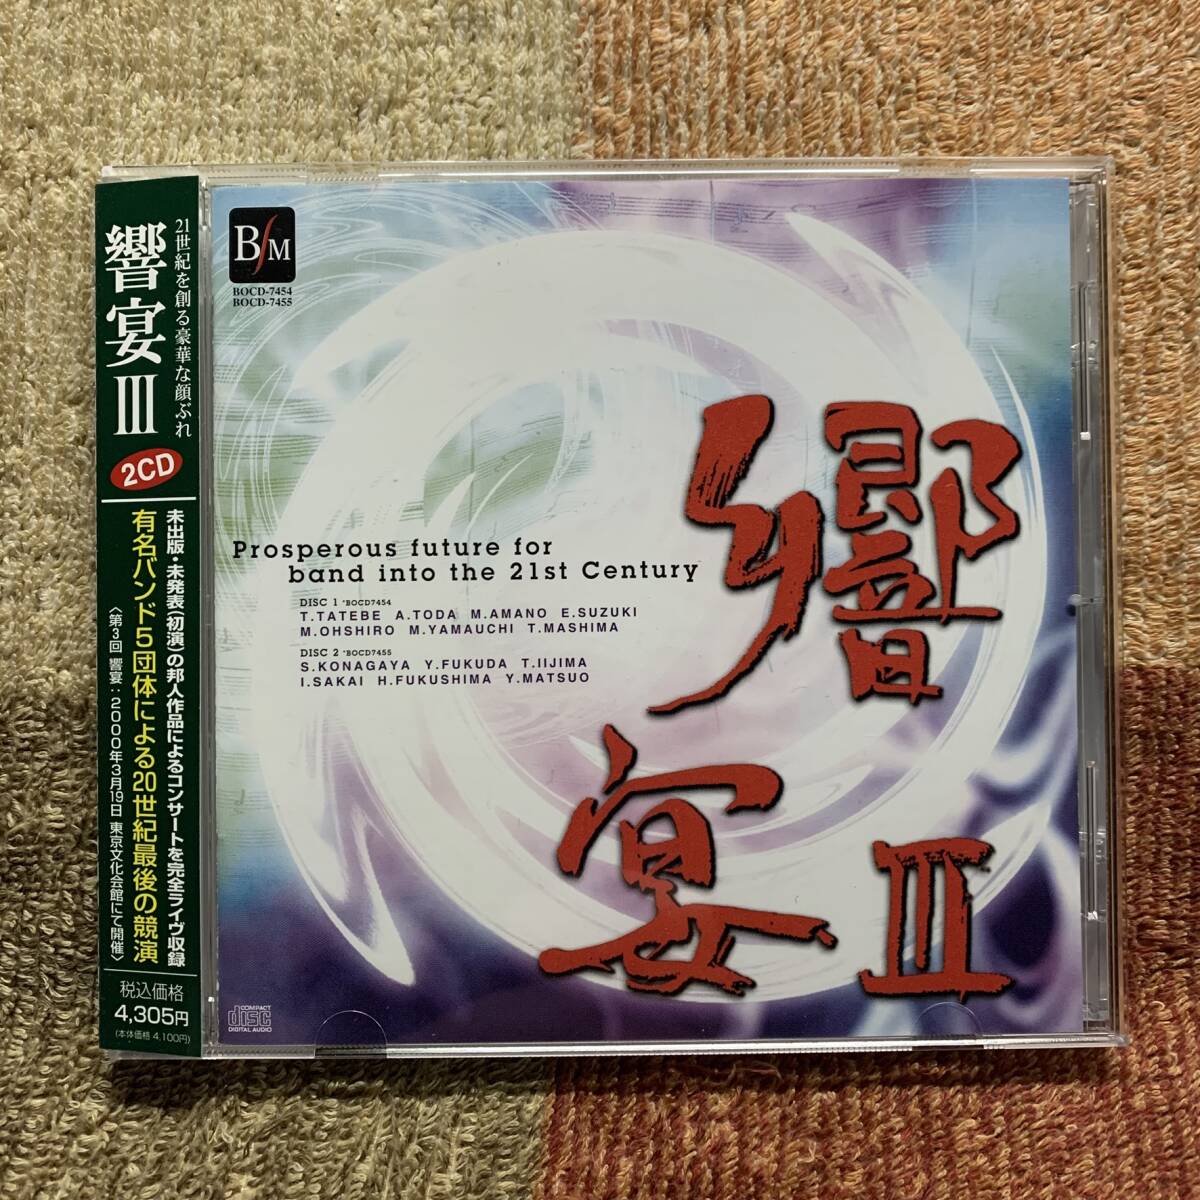 21世紀を創る豪華な顔ぶれ
響宴III
2CD
未出版・未発表(初演)の邦人作品によるコンサートを完全ライヴ収録
有名バンド5団体による20世紀最後の競演
〈第3回 響宴:2000年3月19日 東京文化会館にて開催〉
税込価格
4,305円
(本体価格 4,100円)
BfM
BOCD-7454
BOCD-7455
Prosperous future for
band into the 21st Century
DISC 1 *BOCD7454
T.TATEBE A.TODA M.AMANO E.SUZUKI
M.OHSHIRO M.YAMAUCHI T.MASHIMA
DISC 2 *BOCD7455
S.KONAGAYA Y.FUKUDA T.IIJIMA
I.SAKAI H.FUKUSHIMA Y.MATSUO
響
宴 III
COMPACT
disc
DIGITAL AUDIO